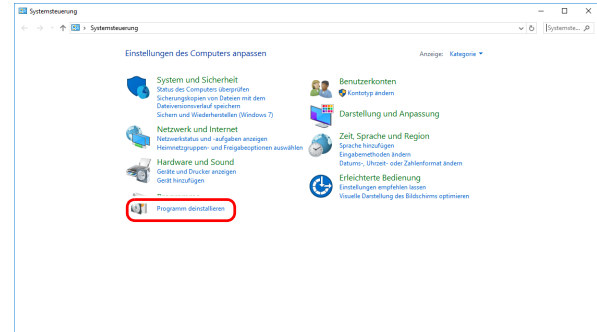 Systemsteuerung
Systemsteuerung
Systemste...
Einstellungen des Computers anpassen
Anzeige: Kategorie
System und Sicherheit
Status des Computers überprüfen
Sicherungskopien von Dateien mit dem
Dateiversionsverlauf speichern
Sichern und Wiederherstellen (Windows 7)
Netzwerk und Internet
Netzwerkstatus und -aufgaben anzeigen
Heimnetzgruppen- und Freigabeoptionen auswählen
Hardware und Sound
Geräte und Drucker anzeigen
Gerät hinzufügen
Programm deinstallieren
Benutzerkonten
Kontotyp ändern
Darstellung und Anpassung
Zeit, Sprache und Region
Sprache hinzufügen
Eingabemethoden ändern
Datums-, Uhrzeit- oder Zahlenformat ändern
Erleichterte Bedienung
Einstellungen empfehlen lassen
Visuelle Darstellung des Bildschirms optimieren